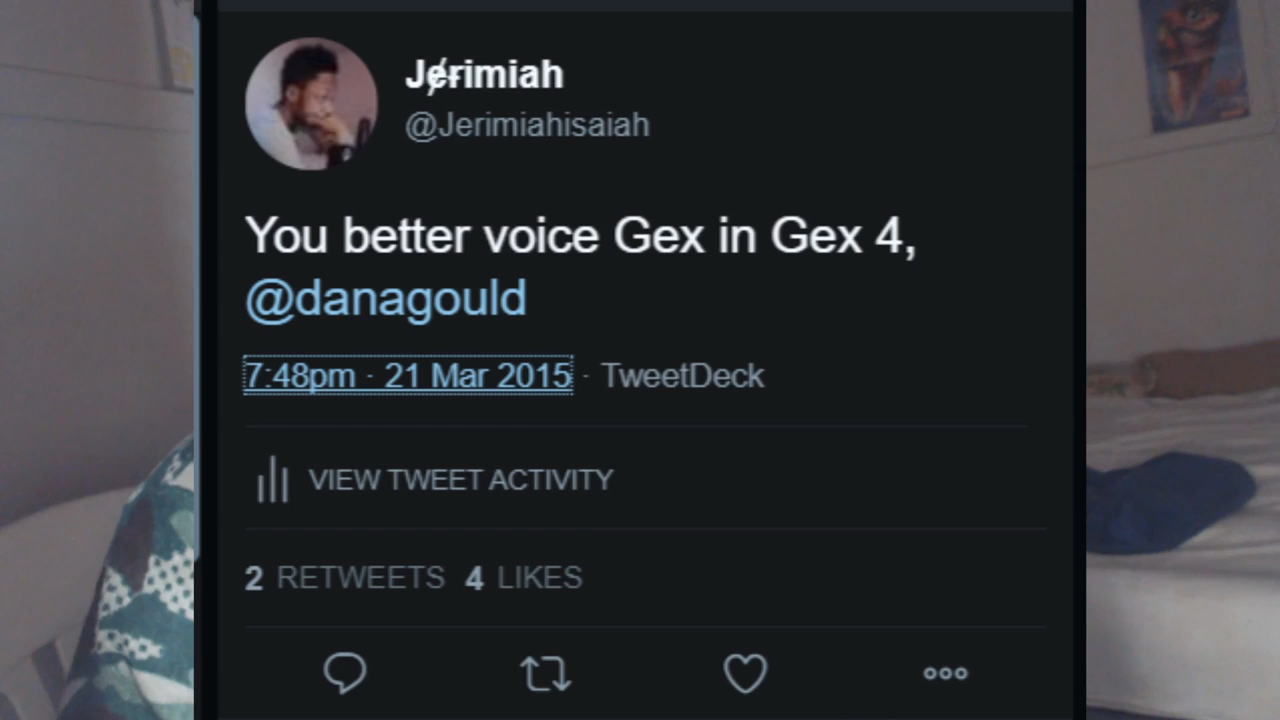 Jerimiah
@Jerimiahisaiah
You better voice Gex in Gex 4,
@danagould
7:48pm · 21 Mar 2015 · TweetDeck
VIEW TWEET ACTIVITY
2 RETWEETS 4 LIKES